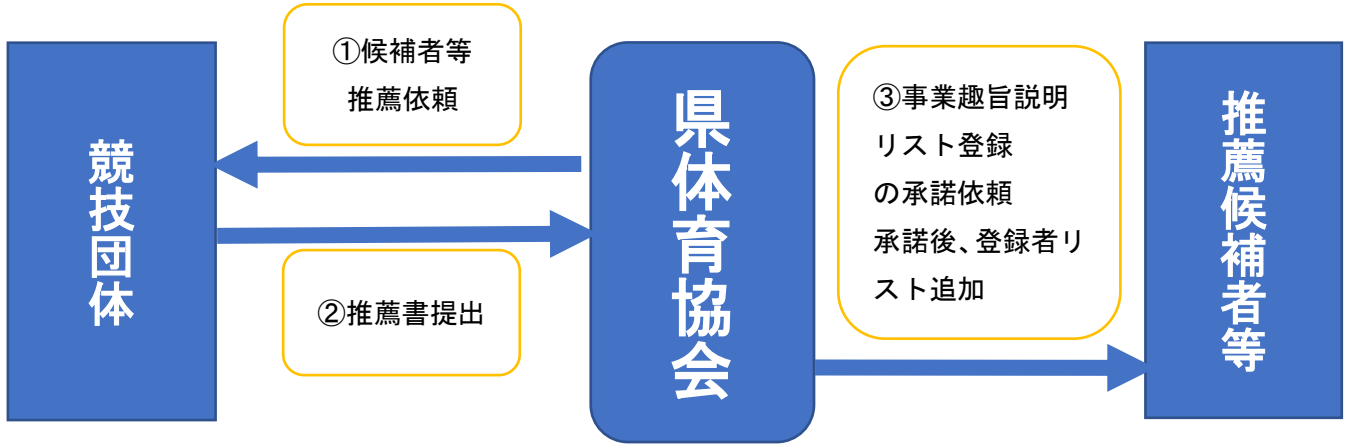 競技団体
①候補者等
推薦依頼
②推薦書提出
県体育協会
③事業趣旨説明
リスト登録
の承諾依頼
承諾後、登録者リ
スト追加
推薦候補者等